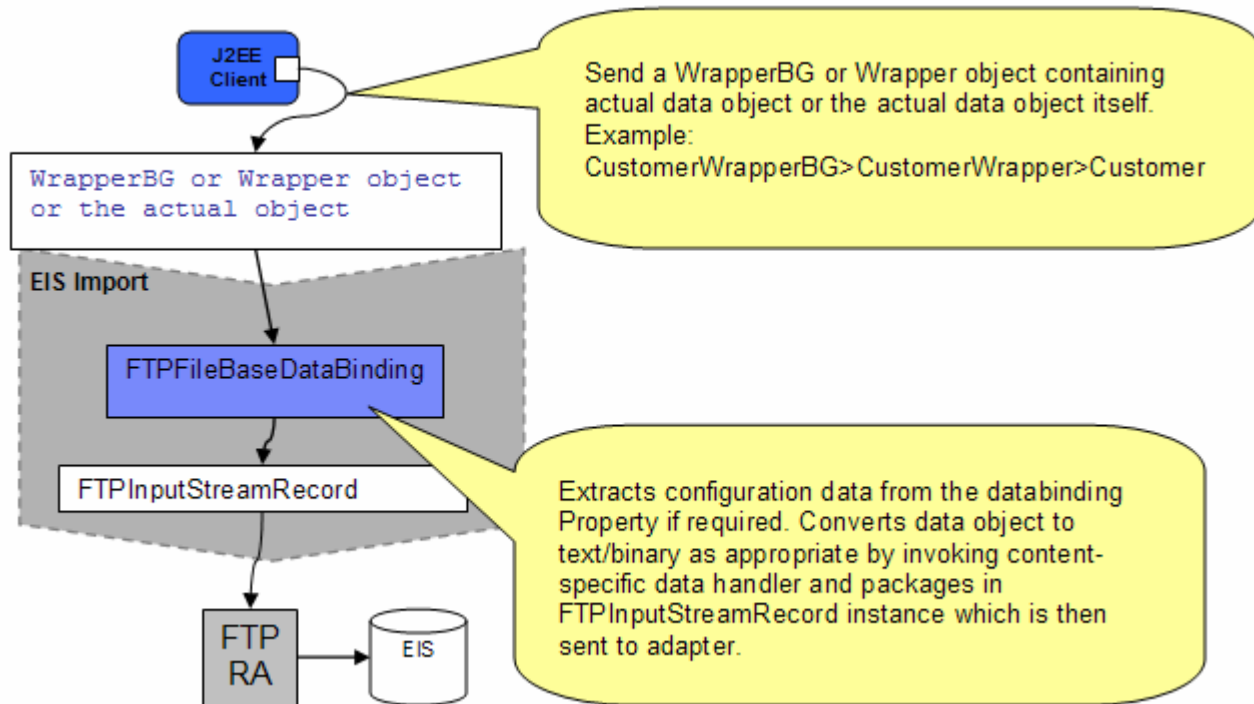 J2EE
Client
Send a WrapperBG or Wrapper object containing
actual data object or the actual data object itself.
Example:
CustomerWrapperBG>CustomerWrapper>Customer
WrapperBG or Wrapper object
or the actual object
EIS Import
FTPFileBaseDataBinding
FTPInputStreamRecord
Extracts configuration data from the databinding
Property if required. Converts data object to
text/binary as appropriate by invoking content-
specific data handler and packages in
FTPInputStreamRecord instance which is then
sent to adapter.
FTP
RA
EIS